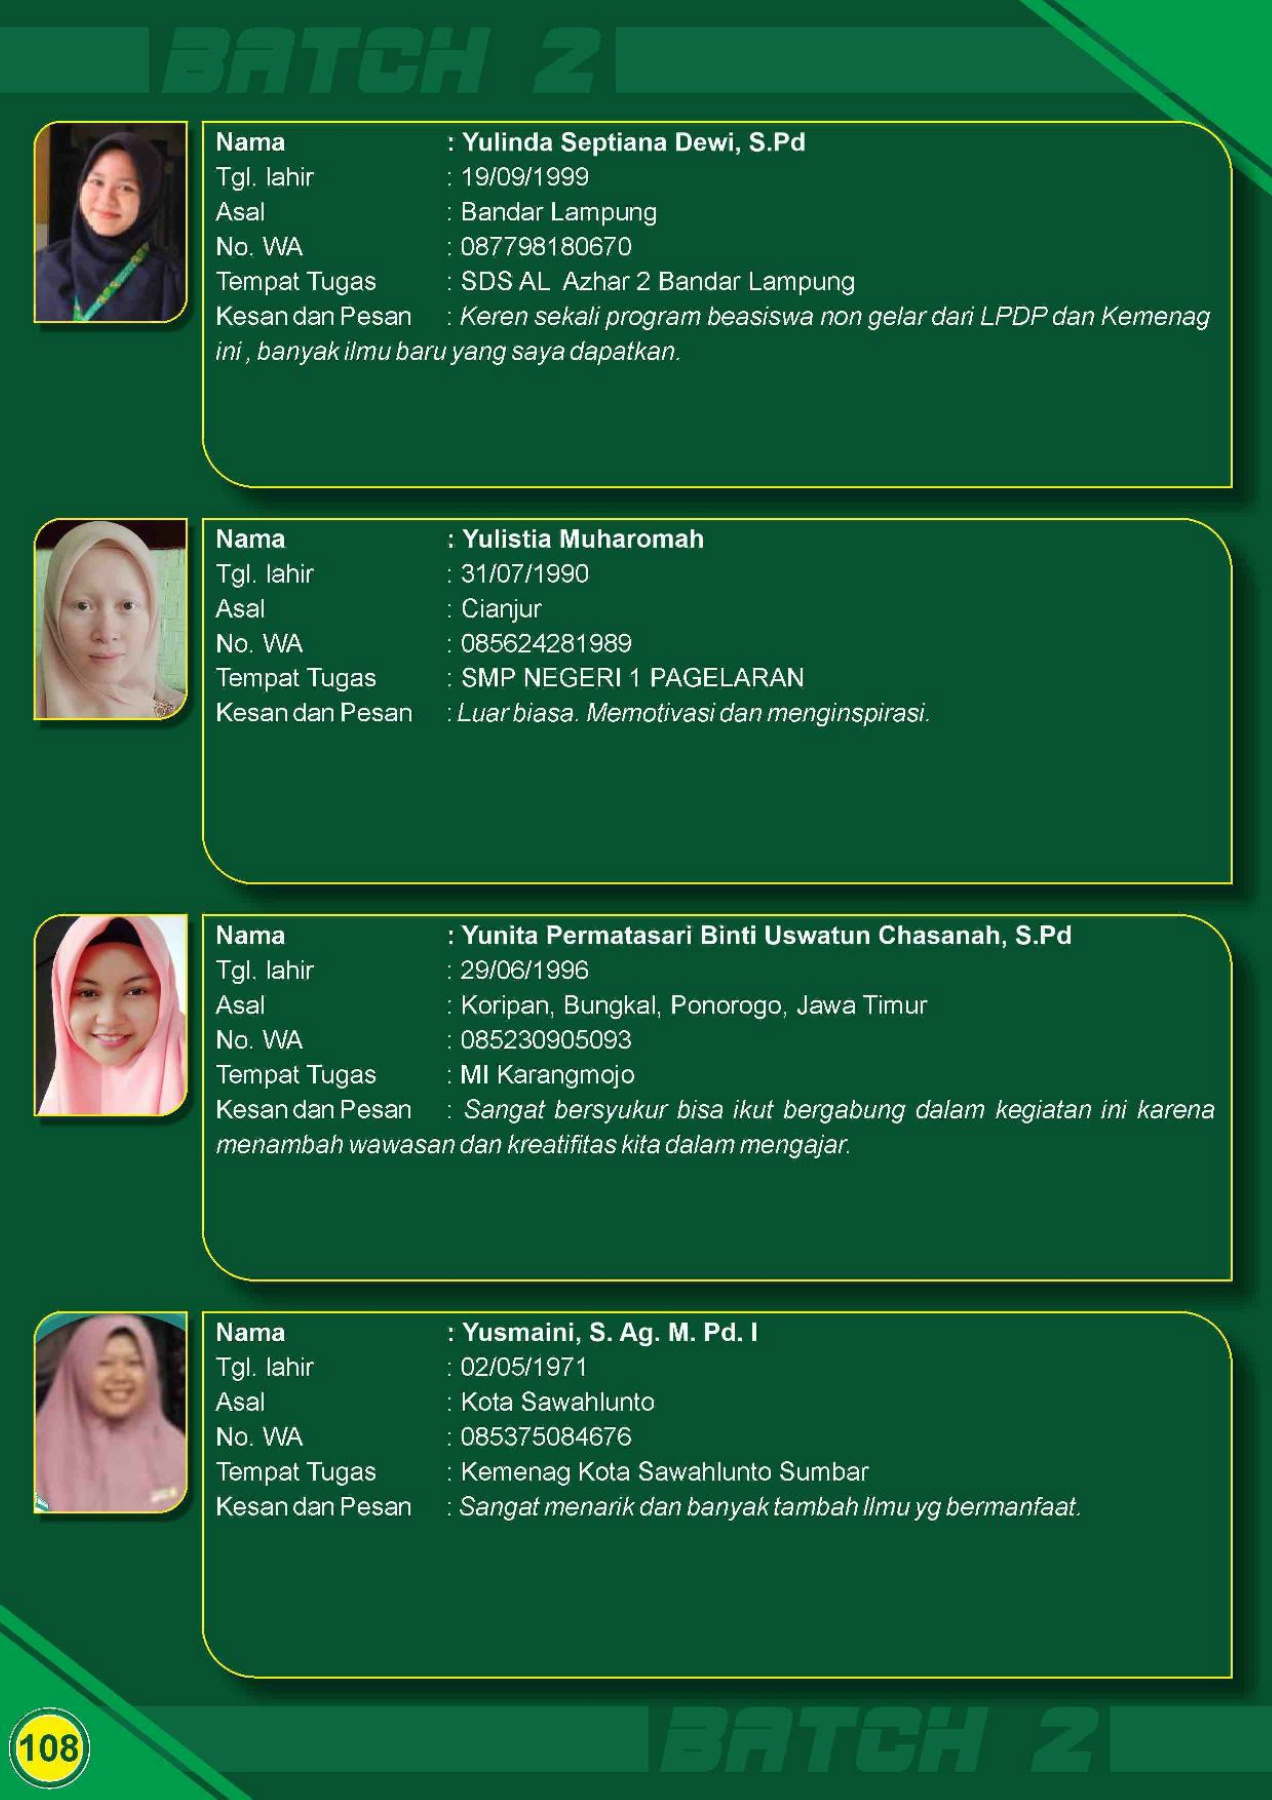 BATCH 2
Nama : Yulinda Septiana Dewi, S.Pd
Tgl. lahir : 19/09/1999
Asal : Bandar Lampung
No. WA : 087798180670
Tempat Tugas : SDS AL Azhar 2 Bandar Lampung
Kesan dan Pesan : Keren sekali program beasiswa non gelar dari LPDP dan Kemenag
ini , banyak ilmu baru yang saya dapatkan.
Nama : Yulistia Muharomah
Tgl. lahir : 31/07/1990
Asal : Cianjur
No. WA : 085624281989
Tempat Tugas : SMP NEGERI 1 PAGELARAN
Kesan dan Pesan : Luar biasa. Memotivasi dan menginspirasi.
Nama : Yunita Permatasari Binti Uswatun Chasanah, S.Pd
Tgl. lahir : 29/06/1996
Asal : Koripan, Bungkal, Ponorogo, Jawa Timur
No. WA : 085230905093
Tempat Tugas : MI Karangmojo
Kesan dan Pesan : Sangat bersyukur bisa ikut bergabung dalam kegiatan ini karena
menambah wawasan dan kreatifitas kita dalam mengajar.
Nama : Yusmaini, S. Ag. M. Pd. I
Tgl. lahir : 02/05/1971
Asal : Kota Sawahlunto
No. WA : 085375084676
Tempat Tugas : Kemenag Kota Sawahlunto Sumbar
Kesan dan Pesan : Sangat menarik dan banyak tambah Ilmu yg bermanfaat.
BATCH 2
108